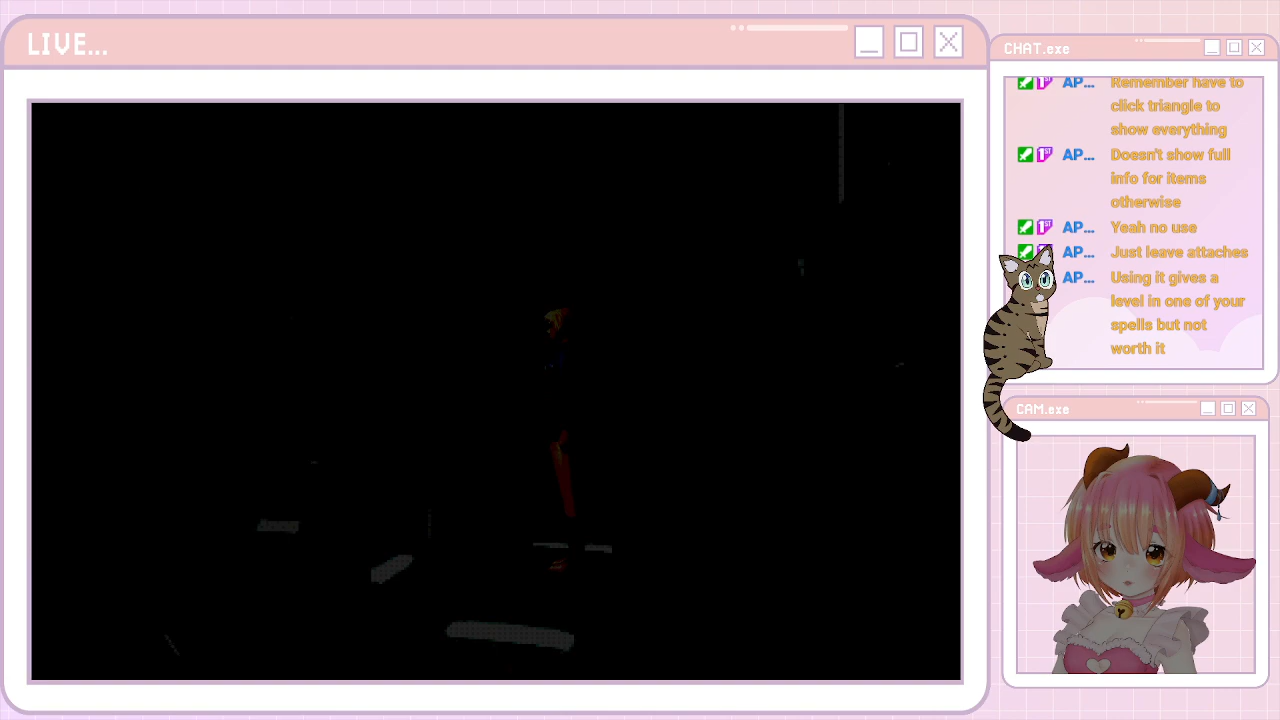 LIVE...
CHAT.exe
AP... Remember have to
click triangle to
show everything
AP... Doesn't show full
info for items
otherwise
AP... Yeah no use
AP... Just leave attaches
AP... Using it gives a
level in one of your
spells but not
worth it
CAM.exe